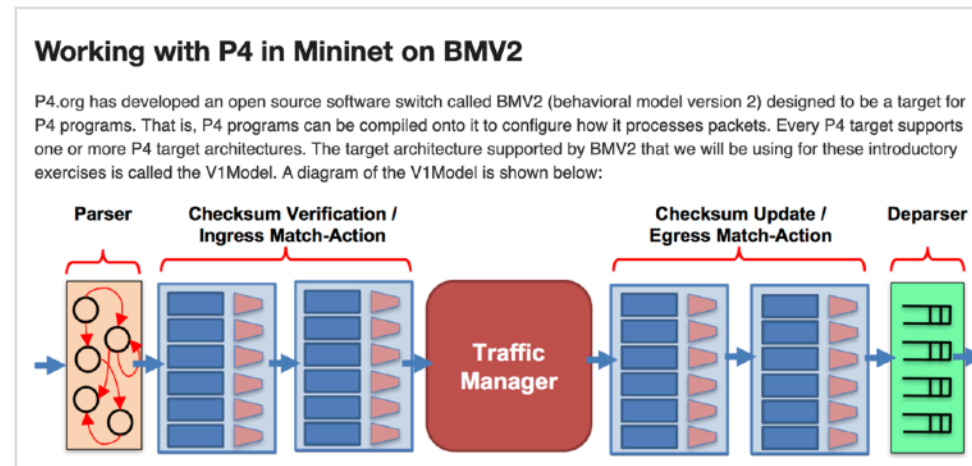 Working with P4 in Mininet on BMV2
P4.org has developed an open source software switch called BMV2 (behavioral model version 2) designed to be a target for
P4 programs. That is, P4 programs can be compiled onto it to configure how it processes packets. Every P4 target supports
one or more P4 target architectures. The target architecture supported by BMV2 that we will be using for these introductory
exercises is called the V1Model. A diagram of the V1Model is shown below:
Parser
Checksum Verification /
Ingress Match-Action
Checksum Update /
Egress Match-Action
Deparser
Traffic
Manager